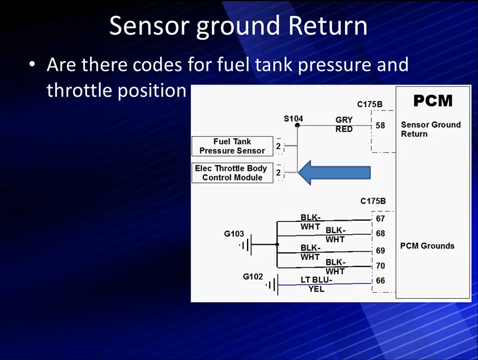 Sensor ground Return
• Are there codes for fuel tank pressure and
throttle position
C175B
PCM
S104
GRY
RED
58
Sensor Ground
Return
Fuel Tank
Pressure Sensor
2
Elec Throttle Body
Control Module
2
C175B
BLK-
WHT
67
BLK-
WHT
68
G103
BLK-
WHT
69
PCM Grounds
BLK-
WHT
70
G102
LT BLU-
YEL
66